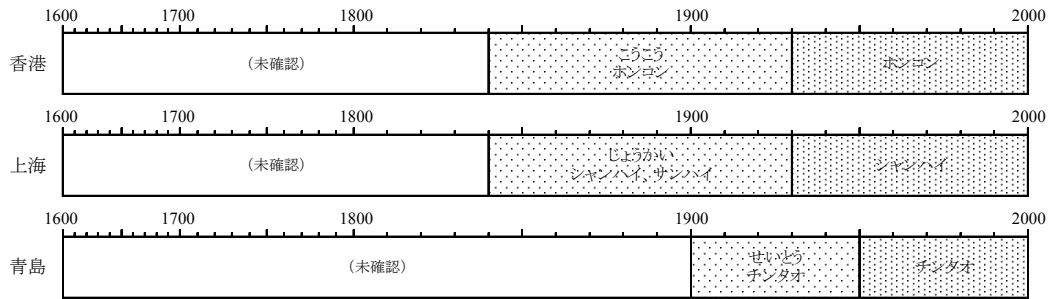 1600 1700 1800 1900 2000
香港
(未確認)
こうこう
ホンコン
ホンコン
1600 1700 1800 1900 2000
上海
(未確認)
じょうかい
シャンハイ、サンハイ
シャンハイ
1600 1700 1800 1900 2000
青島
(未確認)
せいとう
チンタオ
チンタオ